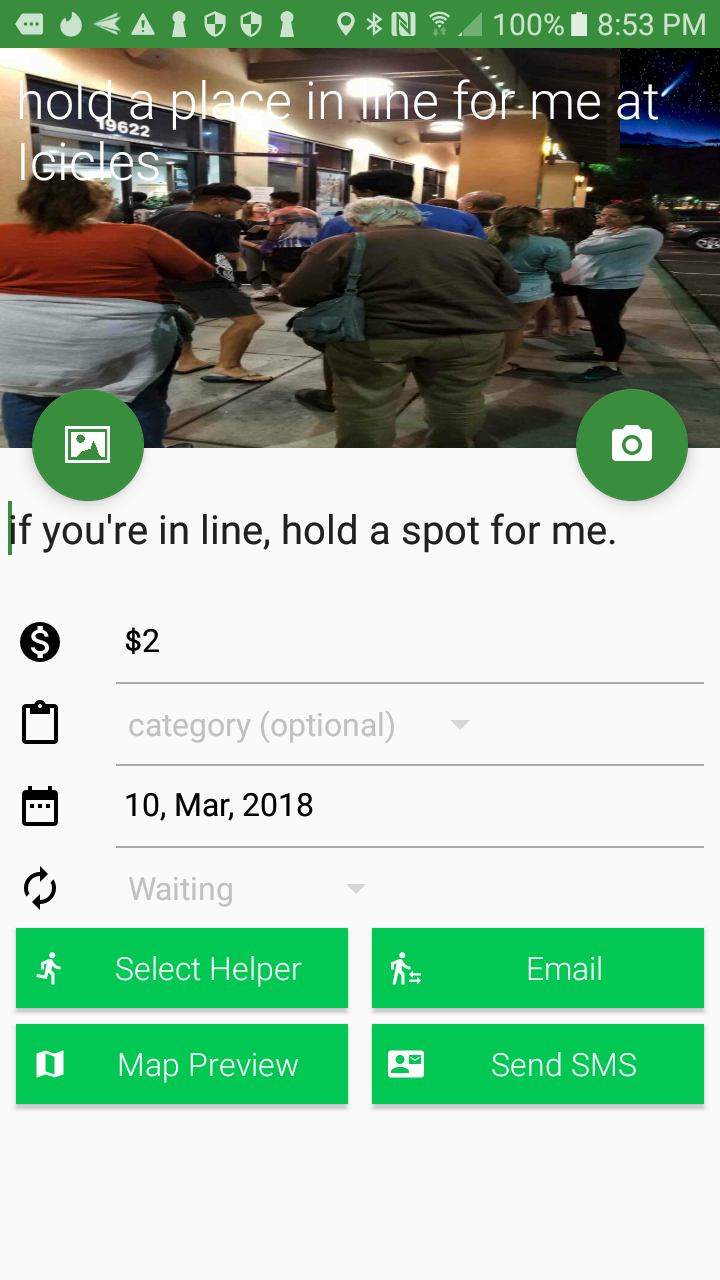 100% 8:53 PM
hold a place in line for me at
Icicles
19622
if you're in line, hold a spot for me.
$2
category (optional)
10, Mar, 2018
Waiting
Select Helper
Email
Map Preview
Send SMS